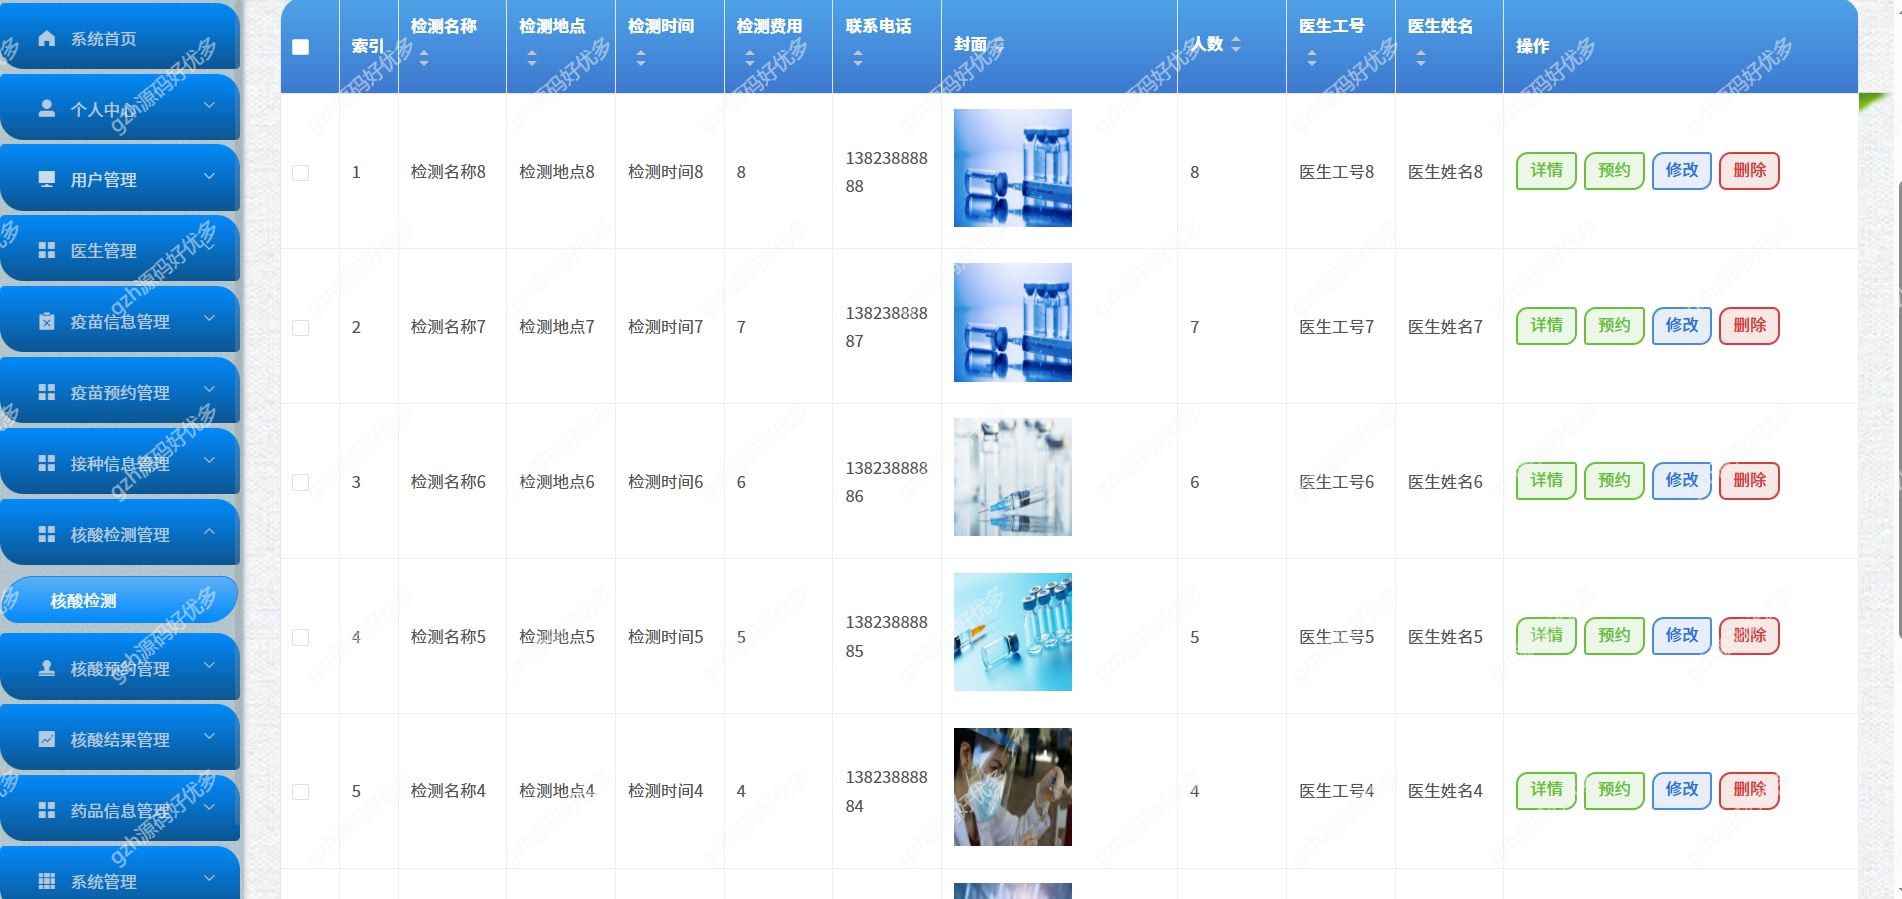 系统首页
个人中心
用户管理
医生管理
疫苗信息管理
疫苗预约管理
接种信息管理
核酸检测管理
核酸检测
核酸预约管理
核酸结果管理
药品信息管理
系统管理
索引 检测名称 检测地点 检测时间 检测费用 联系电话 封面 人数 医生工号 医生姓名 操作
1 检测名称8 检测地点8 检测时间8 8 138238888
88 8 医生工号8 医生姓名8 详情 预约 修改 删除
2 检测名称7 检测地点7 检测时间7 7 138238888
87 7 医生工号7 医生姓名7 详情 预约 修改 删除
3 检测名称6 检测地点6 检测时间6 6 138238888
86 6 医生工号6 医生姓名6 详情 预约 修改 删除
4 检测名称5 检测地点5 检测时间5 5 138238888
85 5 医生工号5 医生姓名5 详情 预约 修改 删除
5 检测名称4 检测地点4 检测时间4 4 138238888
84 4 医生工号4 医生姓名4 详情 预约 修改 删除
gzh源码好优多